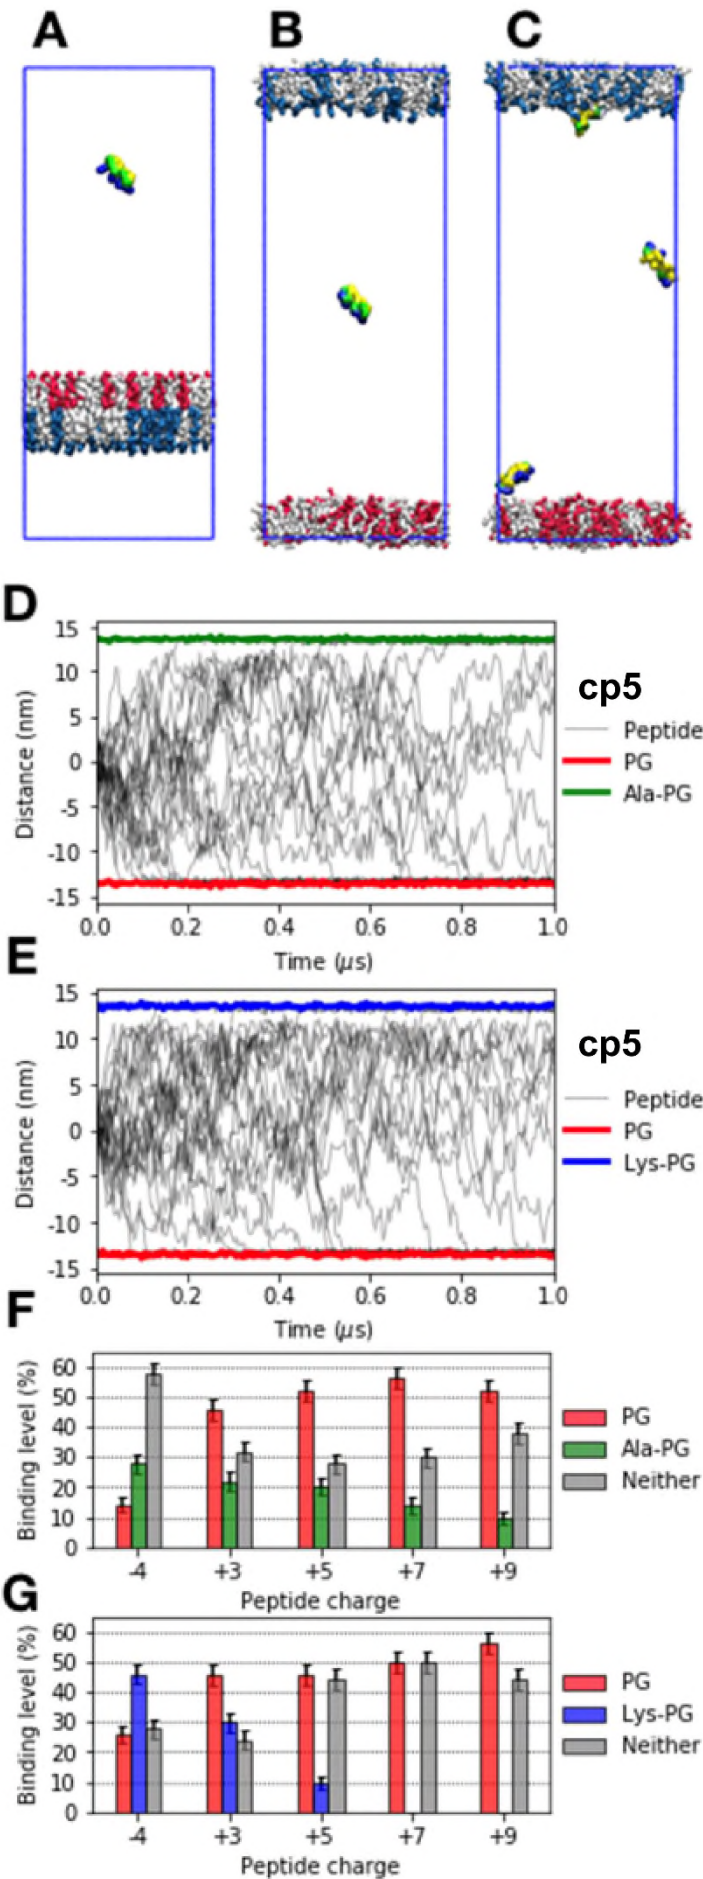 A B C
D
15
10
5
0
-5
-10
-15
Distance (nm)
0.0 0.2 0.4 0.6 0.8 1.0
Time (μs)
cp5
Peptide
PG
Ala-PG
E
15
10
5
0
-5
-10
-15
Distance (nm)
0.0 0.2 0.4 0.6 0.8 1.0
Time (μs)
cp5
Peptide
PG
Lys-PG
F
60
50
40
30
20
10
0
Binding level (%)
-4 +3 +5 +7 +9
Peptide charge
PG
Ala-PG
Neither
G
60
50
40
30
20
10
0
Binding level (%)
-4 +3 +5 +7 +9
Peptide charge
PG
Lys-PG
Neither